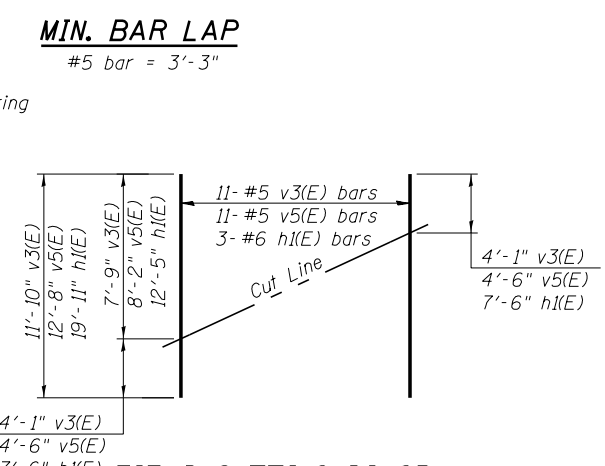 MIN. BAR LAP
#5 bar = 3'-3"
11-#5 v3(E) bars
11-#5 v5(E) bars
3-#6 h1(E) bars
11'-10" v3(E)
12'-8" v5(E)
19'-11" h1(E)
7'-9" v3(E)
8'-2" v5(E)
12'-5" h1(E)
Cut Line
4'-1" v3(E)
4'-6" v5(E)
7'-6" h1(E)
4'-1" v3(E)
4'-6" v5(E)
h1(E)